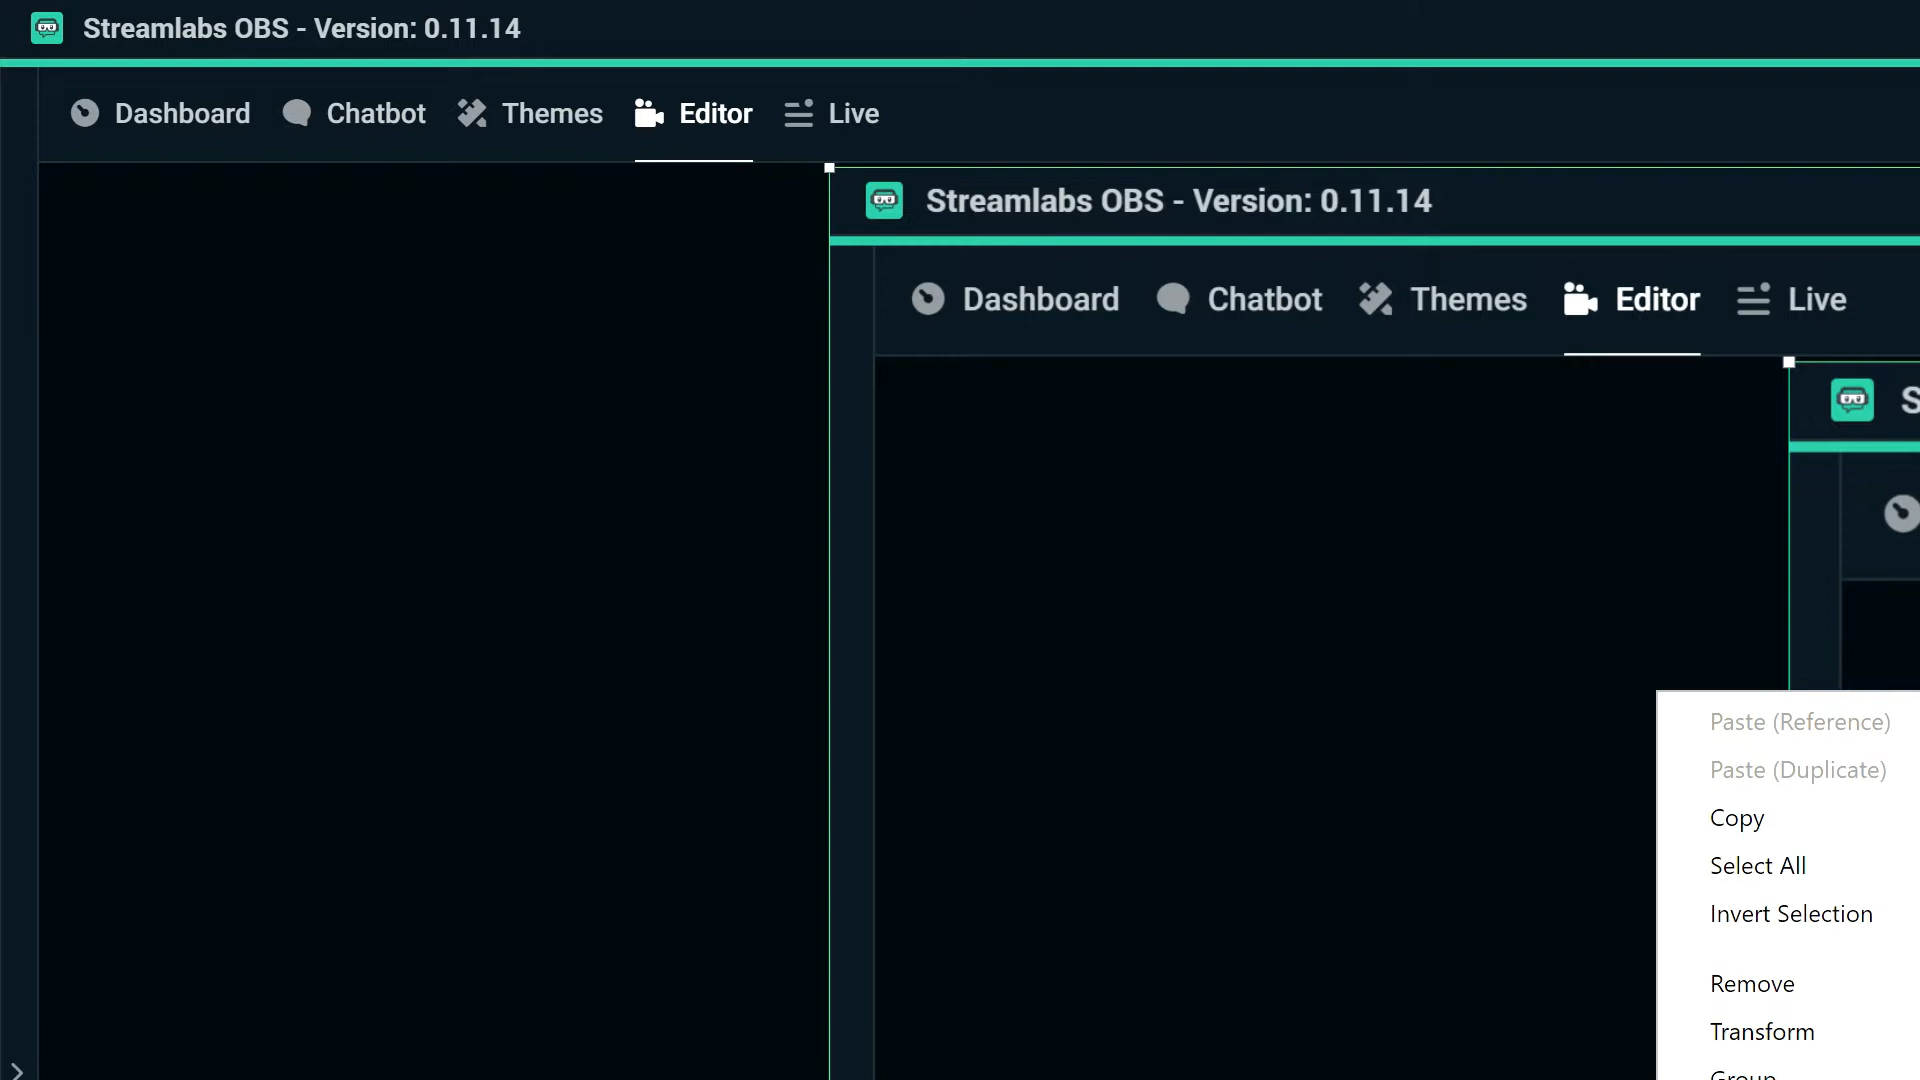 Streamlabs OBS - Version: 0.11.14
Dashboard Chatbot Themes Editor Live
Streamlabs OBS - Version: 0.11.14
Dashboard Chatbot Themes Editor Live
S
Paste (Reference)
Paste (Duplicate)
Copy
Select All
Invert Selection
Remove
Transform
Group